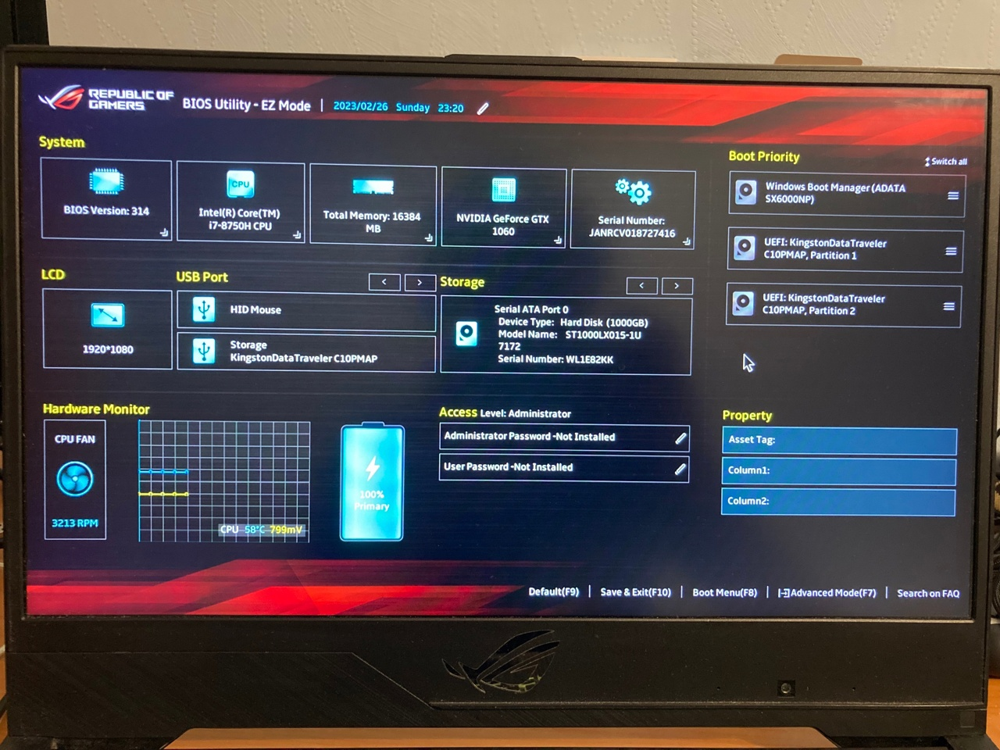 REPUBLIC OF
GAMERS
BIOS Utility - EZ Mode
2023/02/26 Sunday 23:20
System
BIOS Version: 314
CPU
Intel(R) Core(TM)
i7-8750H CPU
Total Memory: 16384
MB
NVIDIA GeForce GTX
1060
Serial Number:
JANRCV018727416
Boot Priority
Switch all
Windows Boot Manager (ADATA
SX6000NP)
UEFI: KingstonDataTraveler
C10PMAP, Partition 1
UEFI: KingstonDataTraveler
C10PMAP, Partition 2
LCD
1920*1080
USB Port
< >
HID Mouse
Storage
KingstonDataTraveler C10PMAP
Storage
< >
Serial ATA Port 0
Device Type: Hard Disk (1000GB)
Model Name: ST1000LX015-1U
7172
Serial Number: WL1E82KK
Hardware Monitor
CPU FAN
3213 RPM
CPU 58°C 799mV
100%
Primary
Access Level: Administrator
Administrator Password -Not Installed
User Password -Not Installed
Property
Asset Tag:
Column1:
Column2:
Default(F9) | Save & Exit(F10) | Boot Menu(F8) | Advanced Mode(F7) | Search on FAQ